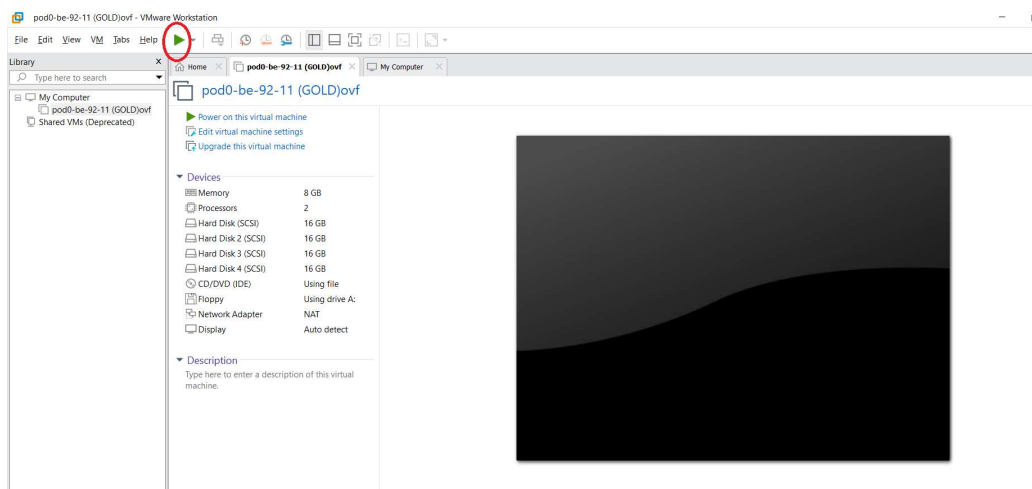 pod0-be-92-11 (GOLD)ovf - VMware Workstation
File Edit View VM Tabs Help
Library X
Type here to search
My Computer
pod0-be-92-11 (GOLD)ovf
Shared VMs (Deprecated)
Home pod0-be-92-11 (GOLD)ovf My Computer
pod0-be-92-11 (GOLD)ovf
Power on this virtual machine
Edit virtual machine settings
Upgrade this virtual machine
Devices
Memory 8 GB
Processors 2
Hard Disk (SCSI) 16 GB
Hard Disk 2 (SCSI) 16 GB
Hard Disk 3 (SCSI) 16 GB
Hard Disk 4 (SCSI) 16 GB
CD/DVD (IDE) Using file
Floppy Using drive A:
Network Adapter NAT
Display Auto detect
Description
Type here to enter a description of this virtual
machine.